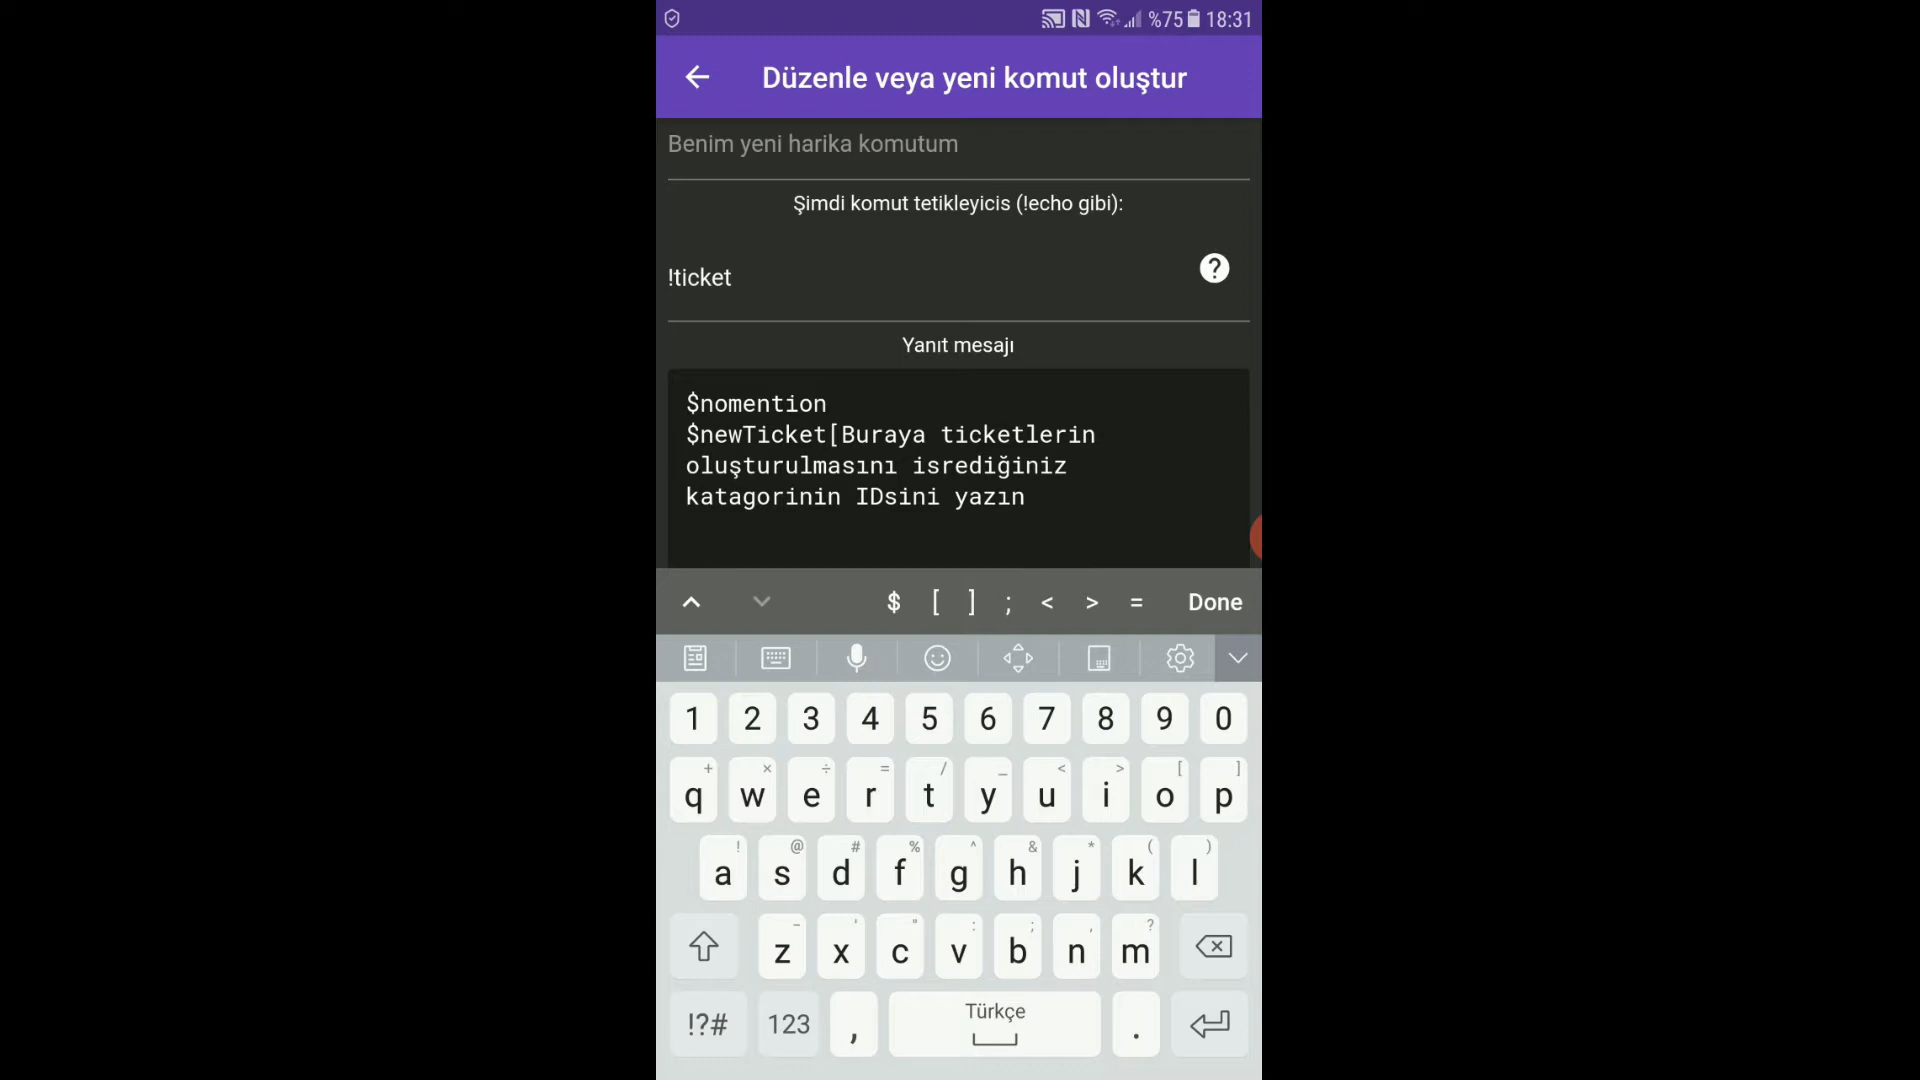 %75 18:31
Düzenle veya yeni komut oluştur
Benim yeni harika komutum
Şimdi komut tetikleyicis (!echo gibi):
!ticket
?
Yanıt mesajı
$nomention
$newTicket[Buraya ticketlerin
oluşturulmasını isrediğiniz
katagorinin IDsini yazın
$ [ ] ; < > = Done
1 2 3 4 5 6 7 8 9 0
+ × ÷ = / _ < > [ ]
q w e r t y u i o p
! @ # % ^ & * ( )
a s d f g h j k l
- ' " : ; , ?
z x c v b n m
!?# 123 , Türkçe .